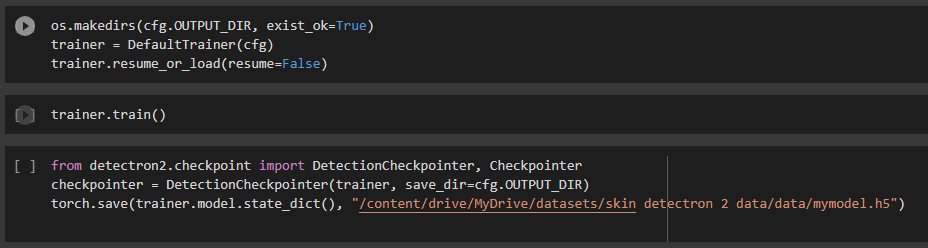 os.makedirs(cfg.OUTPUT_DIR, exist_ok=True)
trainer = DefaultTrainer(cfg)
trainer.resume_or_load(resume=False)
trainer.train()
[ ] from detectron2.checkpoint import DetectionCheckpointer, Checkpointer
checkpointer = DetectionCheckpointer(trainer, save_dir=cfg.OUTPUT_DIR)
torch.save(trainer.model.state_dict(), "/content/drive/MyDrive/datasets/skin detectron 2 data/data/mymodel.h5")